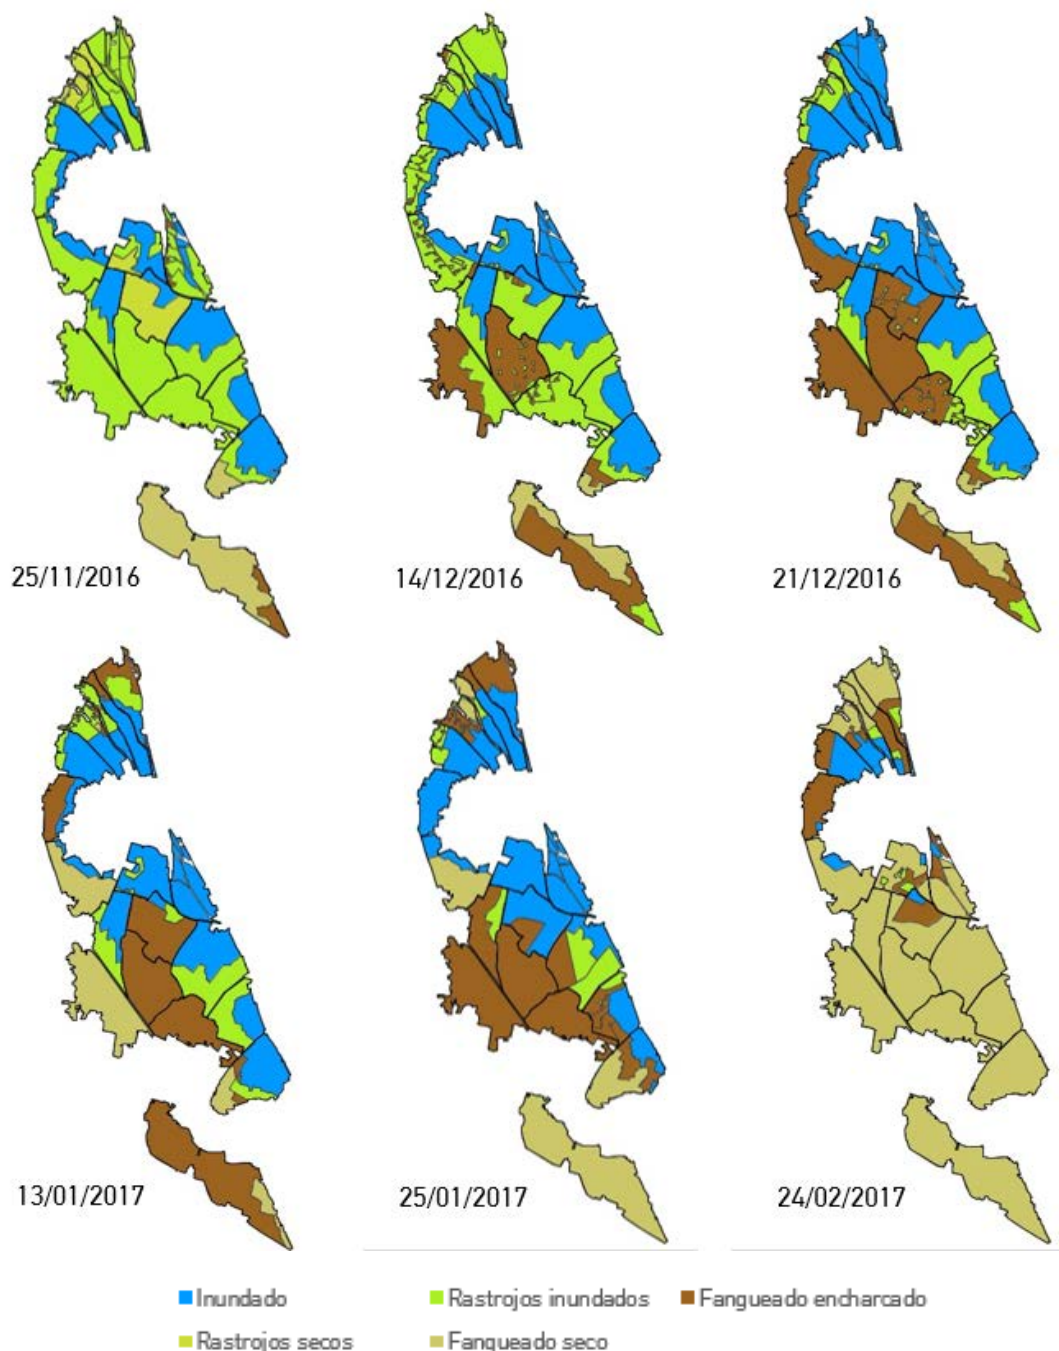 25/11/2016
14/12/2016
21/12/2016
13/01/2017
25/01/2017
24/02/2017
Inundado
Rastrojos inundados
Fangueado encharcado
Rastrojos secos
Fangueado seco